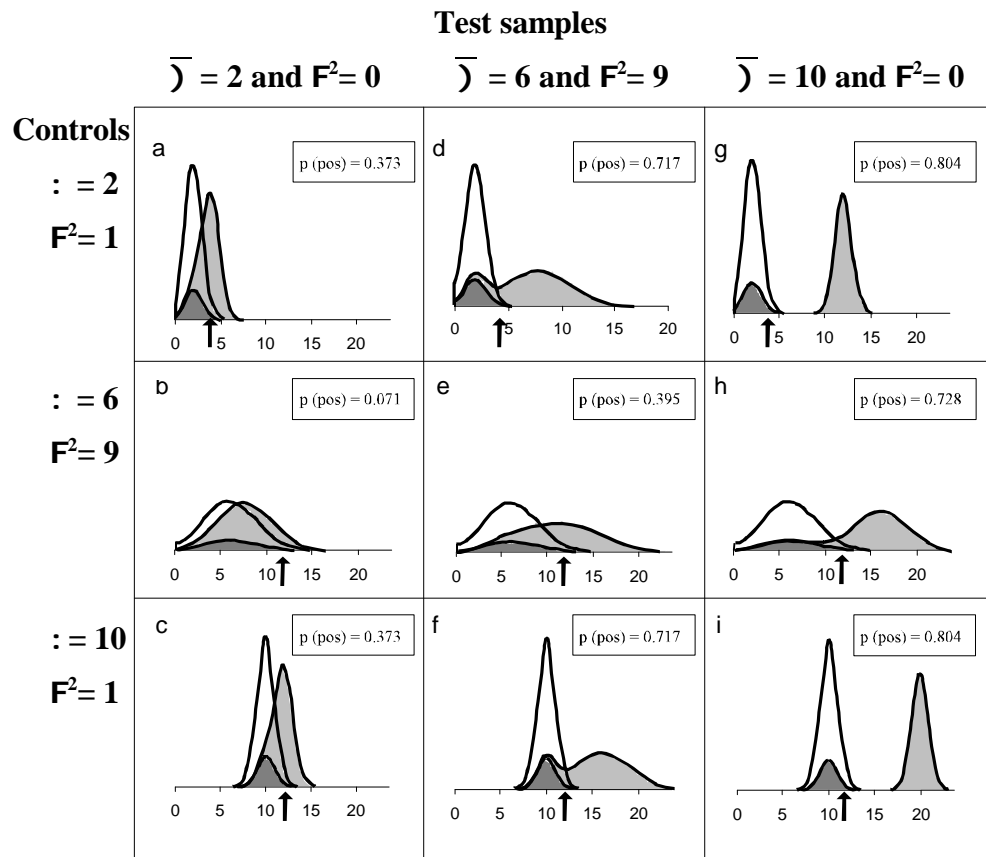 Test samples
) = 2 and F²= 0
) = 6 and F²= 9
) = 10 and F²= 0
Controls
: = 2
F²= 1
a
p (pos) = 0.373
0 5 10 15 20
d
p (pos) = 0.717
0 5 10 15 20
g
p (pos) = 0.804
0 5 10 15 20
: = 6
F²= 9
b
p (pos) = 0.071
0 5 10 15 20
e
p (pos) = 0.395
0 5 10 15 20
h
p (pos) = 0.728
0 5 10 15 20
: = 10
F²= 1
c
p (pos) = 0.373
0 5 10 15 20
f
p (pos) = 0.717
0 5 10 15 20
i
p (pos) = 0.804
0 5 10 15 20